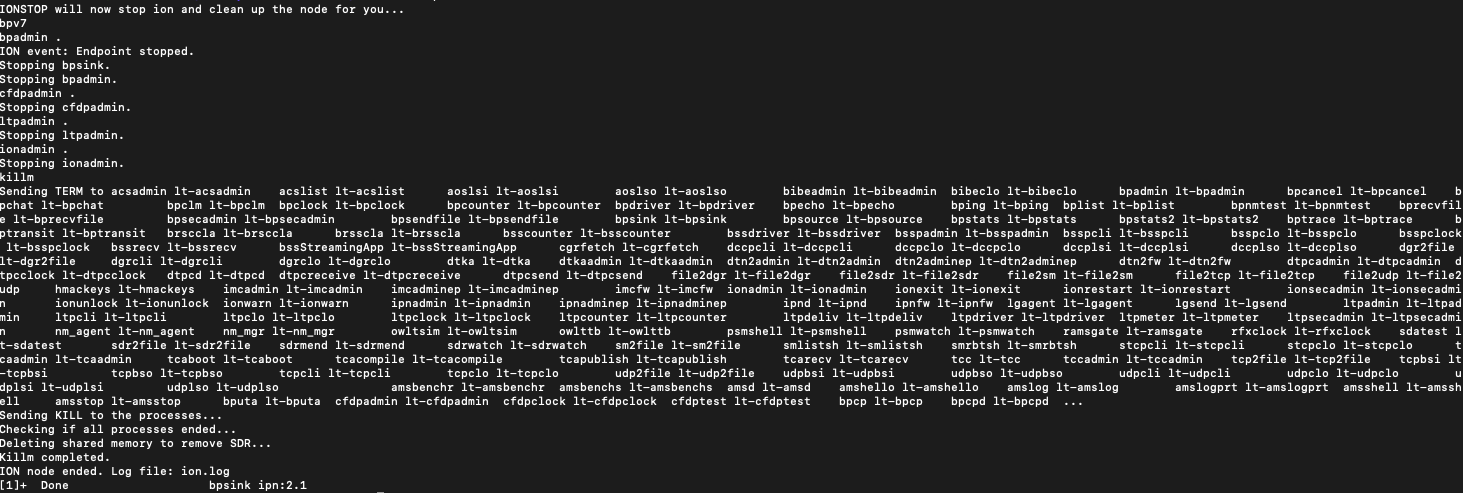 IONSTOP will now stop ion and clean up the node for you...
bpv7
bpadmin .
ION event: Endpoint stopped.
Stopping bpsink.
Stopping bpadmin.
cfdpadmin .
Stopping cfdpadmin.
ltpadmin .
Stopping ltpadmin.
ionadmin .
Stopping ionadmin.
killm
Sending TERM to acsadmin lt-acsadmin    acslist lt-acslist      aoslsi lt-aoslsi        aoslso lt-aoslso        bibeadmin lt-bibeadmin  bibeclo lt-bibeclo      bpadmin lt-bpadmin      bpcancel lt-bpcancel    b
pchat lt-bpchat         bpclm lt-bpclm  bpclock lt-bpclock      bpcounter lt-bpcounter  bpdriver lt-bpdriver    bpecho lt-bpecho        bping lt-bping  bplist lt-bplist        bpnmtest lt-bpnmtest    bprecvfil
e lt-bprecvfile         bpsecadmin lt-bpsecadmin        bpsendfile lt-bpsendfile        bpsink lt-bpsink        bpsource lt-bpsource    bpstats lt-bpstats      bpstats2 lt-bpstats2    bptrace lt-bptrace      b
ptransit lt-bptransit   brsccla lt-brsccla      brsscla lt-brsscla      bsscounter lt-bsscounter        bssdriver lt-bssdriver  bsspadmin lt-bsspadmin  bsspcli lt-bsspcli      bsspclo lt-bsspclo      bsspclock
 lt-bsspclock   bssrecv lt-bssrecv      bssStreamingApp lt-bssStreamingApp      cgrfetch lt-cgrfetch    dccpcli lt-dccpcli      dccpclo lt-dccpclo      dccplsi lt-dccplsi      dccplso lt-dccplso      dgr2file
lt-dgr2file     dgrcli lt-dgrcli        dgrclo lt-dgrclo        dtka lt-dtka    dtkaadmin lt-dtkaadmin  dtn2admin lt-dtn2admin  dtn2adminep lt-dtn2adminep      dtn2fw lt-dtn2fw        dtpcadmin lt-dtpcadmin  d
tpcclock lt-dtpcclock   dtpcd lt-dtpcd  dtpcreceive lt-dtpcreceive      dtpcsend lt-dtpcsend    file2dgr lt-file2dgr    file2sdr lt-file2sdr    file2sm lt-file2sm      file2tcp lt-file2tcp    file2udp lt-file2
udp     hmackeys lt-hmackeys    imcadmin lt-imcadmin    imcadminep lt-imcadminep        imcfw lt-imcfw  ionadmin lt-ionadmin    ionexit lt-ionexit      ionrestart lt-ionrestart        ionsecadmin lt-ionsecadmi
n       ionunlock lt-ionunlock  ionwarn lt-ionwarn      ipnadmin lt-ipnadmin    ipnadminep lt-ipnadminep        ipnd lt-ipnd    ipnfw lt-ipnfw  lgagent lt-lgagent      lgsend lt-lgsend        ltpadmin lt-ltpad
min     ltpcli lt-ltpcli        ltpclo lt-ltpclo        ltpclock lt-ltpclock    ltpcounter lt-ltpcounter        ltpdeliv lt-ltpdeliv    ltpdriver lt-ltpdriver  ltpmeter lt-ltpmeter    ltpsecadmin lt-ltpsecadmi
n       nm_agent lt-nm_agent    nm_mgr lt-nm_mgr        owltsim lt-owltsim      owlttb lt-owlttb        psmshell lt-psmshell    psmwatch lt-psmwatch    ramsgate lt-ramsgate    rfxclock lt-rfxclock    sdatest l
t-sdatest       sdr2file lt-sdr2file    sdrmend lt-sdrmend      sdrwatch lt-sdrwatch    sm2file lt-sm2file      smlistsh lt-smlistsh    smrbtsh lt-smrbtsh      stcpcli lt-stcpcli      stcpclo lt-stcpclo      t
caadmin lt-tcaadmin     tcaboot lt-tcaboot      tcacompile lt-tcacompile        tcapublish lt-tcapublish        tcarecv lt-tcarecv      tcc lt-tcc      tccadmin lt-tccadmin    tcp2file lt-tcp2file    tcpbsi lt
-tcpbsi         tcpbso lt-tcpbso        tcpcli lt-tcpcli        tcpclo lt-tcpclo        udp2file lt-udp2file    udpbsi lt-udpbsi        udpbso lt-udpbso        udpcli lt-udpcli        udpclo lt-udpclo        u
dplsi lt-udplsi         udplso lt-udplso                amsbenchr lt-amsbenchr  amsbenchs lt-amsbenchs  amsd lt-amsd    amshello lt-amshello    amslog lt-amslog        amslogprt lt-amslogprt  amsshell lt-amssh
ell     amsstop lt-amsstop      bputa lt-bputa  cfdpadmin lt-cfdpadmin  cfdpclock lt-cfdpclock  cfdptest lt-cfdptest    bpcp lt-bpcp    bpcpd lt-bpcpd  ...
Sending KILL to the processes...
Checking if all processes ended...
Deleting shared memory to remove SDR...
Killm completed.
ION node ended. Log file: ion.log
[1]+  Done                    bpsink ipn:2.1